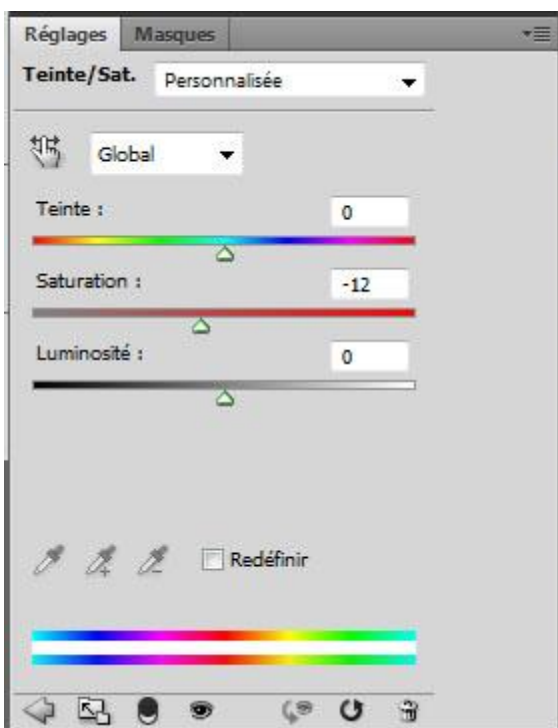 Réglages Masques
Teinte/Sat. Personnalisée
Global
Teinte : 0
Saturation : -12
Luminosité : 0
Redéfinir